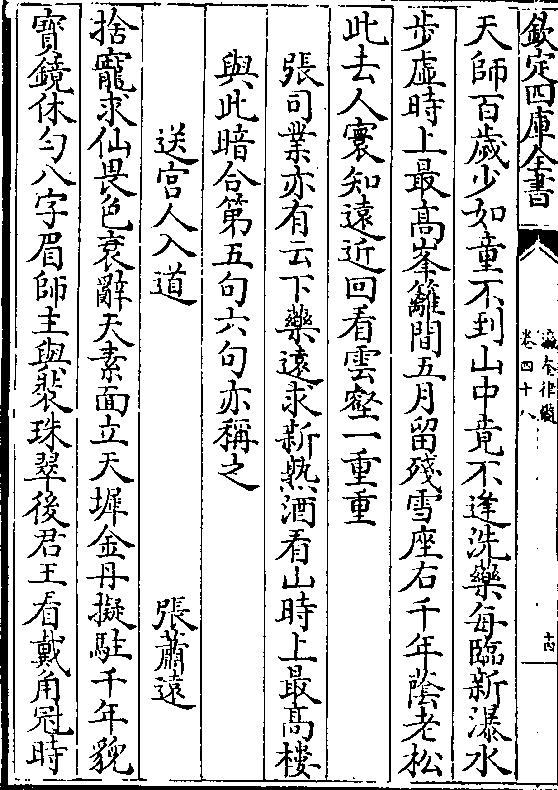 欽定四庫全書
瀛奎律髓
卷四十八
十四
天師百歲少如童不到山中竟不逢洗藥每臨新瀑水
步虛時上最高峯籬間五月留殘雪座右千年蔭老松
此去人寰知遠近回看雲壑一重重
張司業亦有云下藥遠求新熟酒看山時上最高樓
與此暗合第五句六句亦稱之
送宮人入道
張蕭遠
捨寵求仙畏色衰辭天素面立天墀金丹擬駐千年貌
寶鏡休勻八字眉師主與裝珠翠後君王看戴角冠時